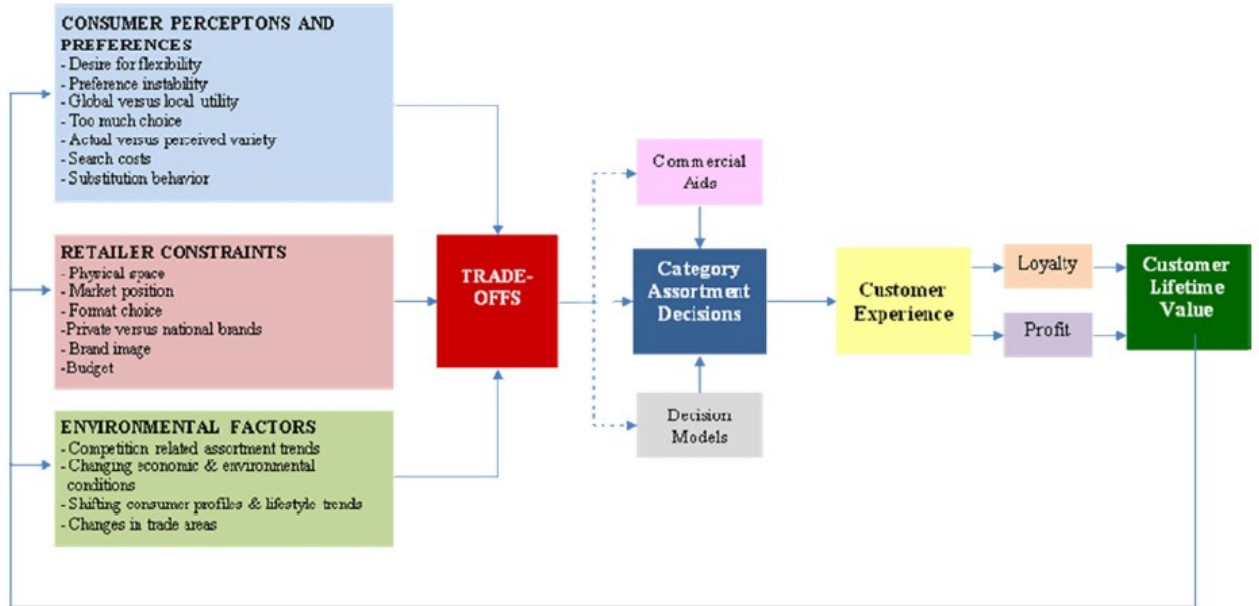 CONSUMER PERCEPTONS AND
PREFERENCES
- Desire for flexibility
- Preference instability
- Global versus local utility
- Too much choice
- Actual versus perceived variety
- Search costs
- Substitution behavior
RETAILER CONSTRAINTS
- Physical space
- Market position
- Format choice
-Private versus national brands
- Brand image
-Budget
ENVIRONMENTAL FACTORS
- Competition related assortment trends
- Changing economic & environmental
conditions
- Shifting consumer profiles & lifestyle trends
- Changes in trade areas
TRADE-
OFFS
Commercial
Aids
Category
Assortment
Decisions
Decision
Models
Customer
Experience
Loyalty
Profit
Customer
Lifetime
Value